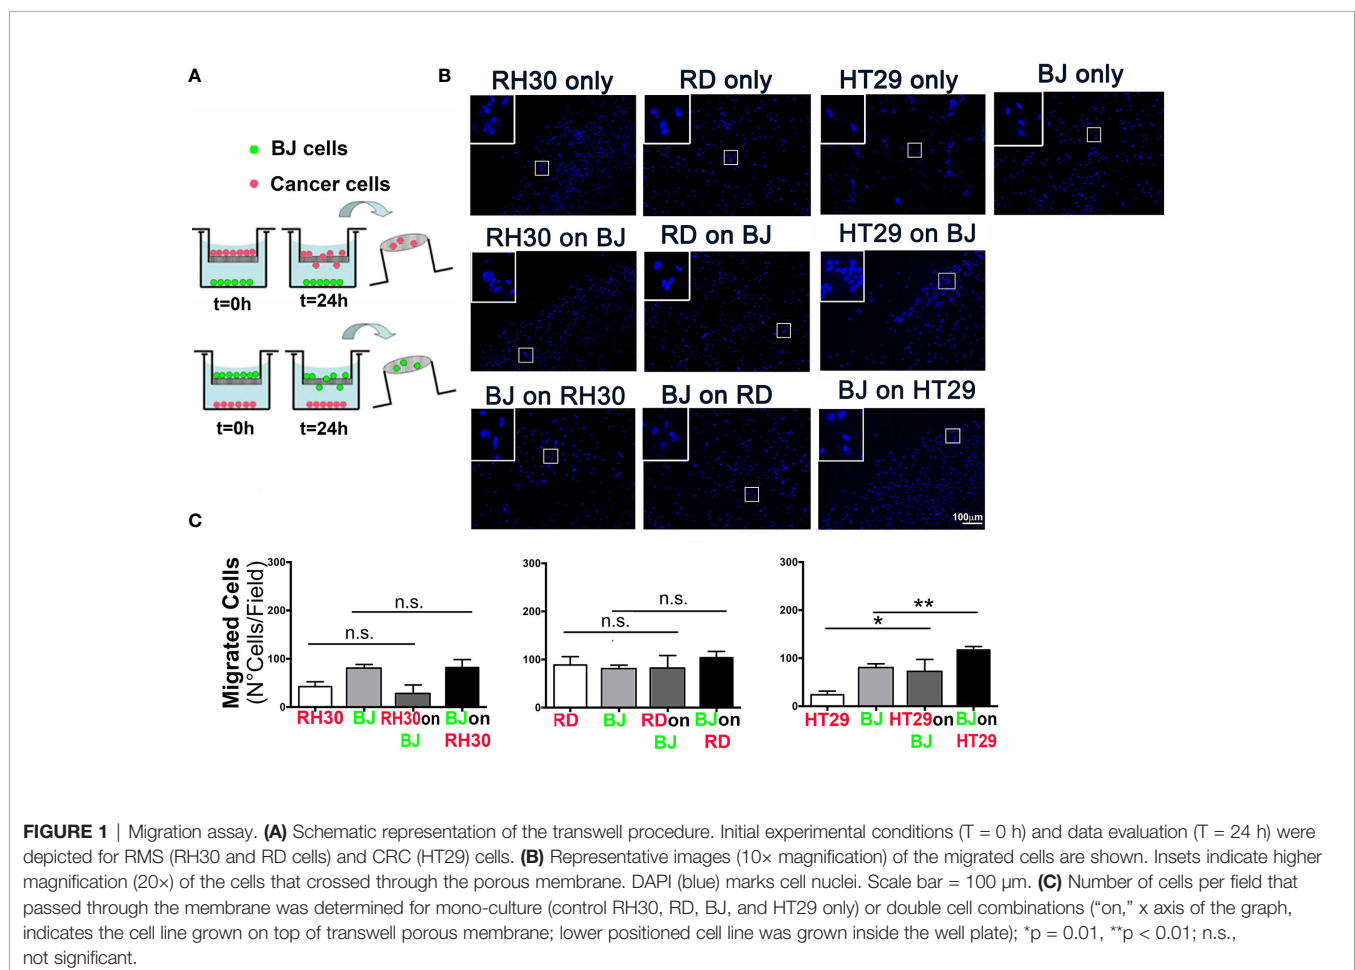 A
BJ cells
Cancer cells
t=0h
t=24h
t=0h
t=24h
B
RH30 only
RD only
HT29 only
BJ only
RH30 on BJ
RD on BJ
HT29 on BJ
BJ on RH30
BJ on RD
BJ on HT29
100µm
C
Migrated Cells
(N°Cells/Field)
300
200
100
0
n.s.
n.s.
RH30
BJ
RH30on
BJ
BJon
RH30
300
200
100
0
n.s.
n.s.
RD
BJ
RDon
BJ
BJon
RD
300
200
100
0
**
*
HT29
BJ
HT29on
BJ
BJon
HT29
FIGURE 1 | Migration assay. (A) Schematic representation of the transwell procedure. Initial experimental conditions (T = 0 h) and data evaluation (T = 24 h) were
depicted for RMS (RH30 and RD cells) and CRC (HT29) cells. (B) Representative images (10× magnification) of the migrated cells are shown. Insets indicate higher
magnification (20×) of the cells that crossed through the porous membrane. DAPI (blue) marks cell nuclei. Scale bar = 100 µm. (C) Number of cells per field that
passed through the membrane was determined for mono-culture (control RH30, RD, BJ, and HT29 only) or double cell combinations (“on,” x axis of the graph,
indicates the cell line grown on top of transwell porous membrane; lower positioned cell line was grown inside the well plate); *p = 0.01, **p < 0.01; n.s.,
not significant.